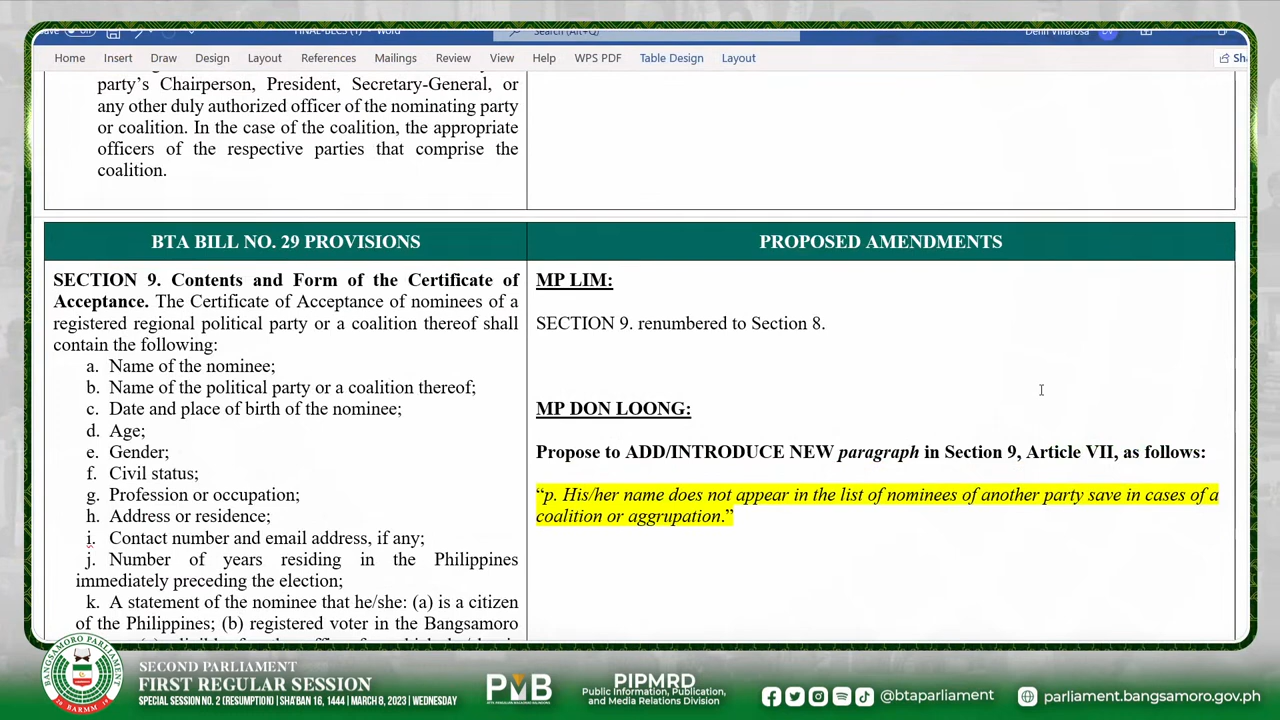 Search (Alt+Q)
Home Insert Draw Design Layout References Mailings Review View Help WPS PDF Table Design Layout Sh
party's Chairperson, President, Secretary-General, or
any other duly authorized officer of the nominating party
or coalition. In the case of the coalition, the appropriate
officers of the respective parties that comprise the
coalition.
BTA BILL NO. 29 PROVISIONS
PROPOSED AMENDMENTS
SECTION 9. Contents and Form of the Certificate of
Acceptance. The Certificate of Acceptance of nominees of a
registered regional political party or a coalition thereof shall
contain the following:
a. Name of the nominee;
b. Name of the political party or a coalition thereof;
c. Date and place of birth of the nominee;
d. Age;
e. Gender;
f. Civil status;
g. Profession or occupation;
h. Address or residence;
i. Contact number and email address, if any;
j. Number of years residing in the Philippines
immediately preceding the election;
k. A statement of the nominee that he/she: (a) is a citizen
of the Philippines; (b) registered voter in the Bangsamoro
MP LIM:
SECTION 9. renumbered to Section 8.
MP DON LOONG:
Propose to ADD/INTRODUCE NEW paragraph in Section 9, Article VII, as follows:
“p. His/her name does not appear in the list of nominees of another party save in cases of a
coalition or aggrupation.”
BANGSAMORO PARLIAMENT
BARMM
SECOND PARLIAMENT
FIRST REGULAR SESSION
SPECIAL SESSION NO. 2 (RESUMPTION) | SHA'BAN 16, 1444 | MARCH 8, 2023 | WEDNESDAY
PMB
PIPMRD
Public Information, Publication,
and Media Relations Division
@btaparliament
parliament.bangsamoro.gov.ph